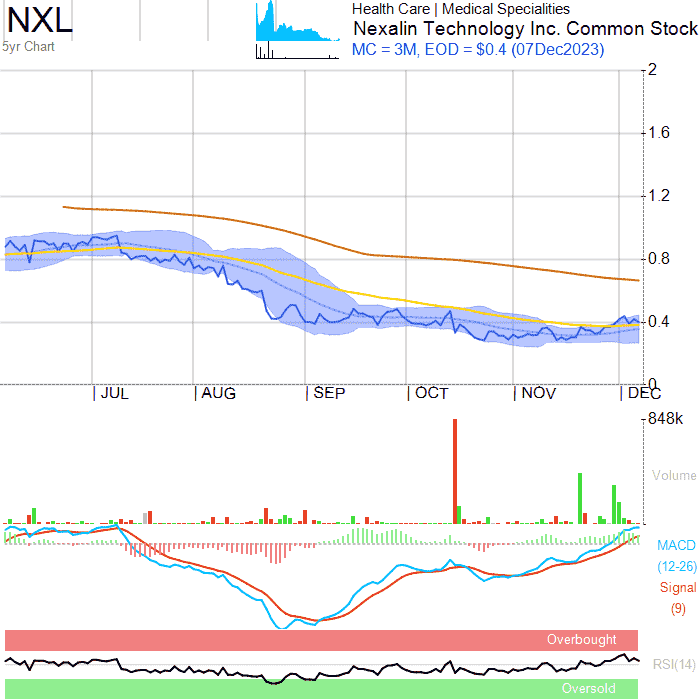 NXL
5yr Chart
Health Care | Medical Specialities
Nexalin Technology Inc. Common Stock
MC = 3M, EOD = $0.4 (07Dec2023)
2
1.6
1.2
0.8
0.4
0
JUL AUG SEP OCT NOV DEC
848k
Volume
MACD
(12-26)
Signal
(9)
Overbought
RSI(14)
Oversold